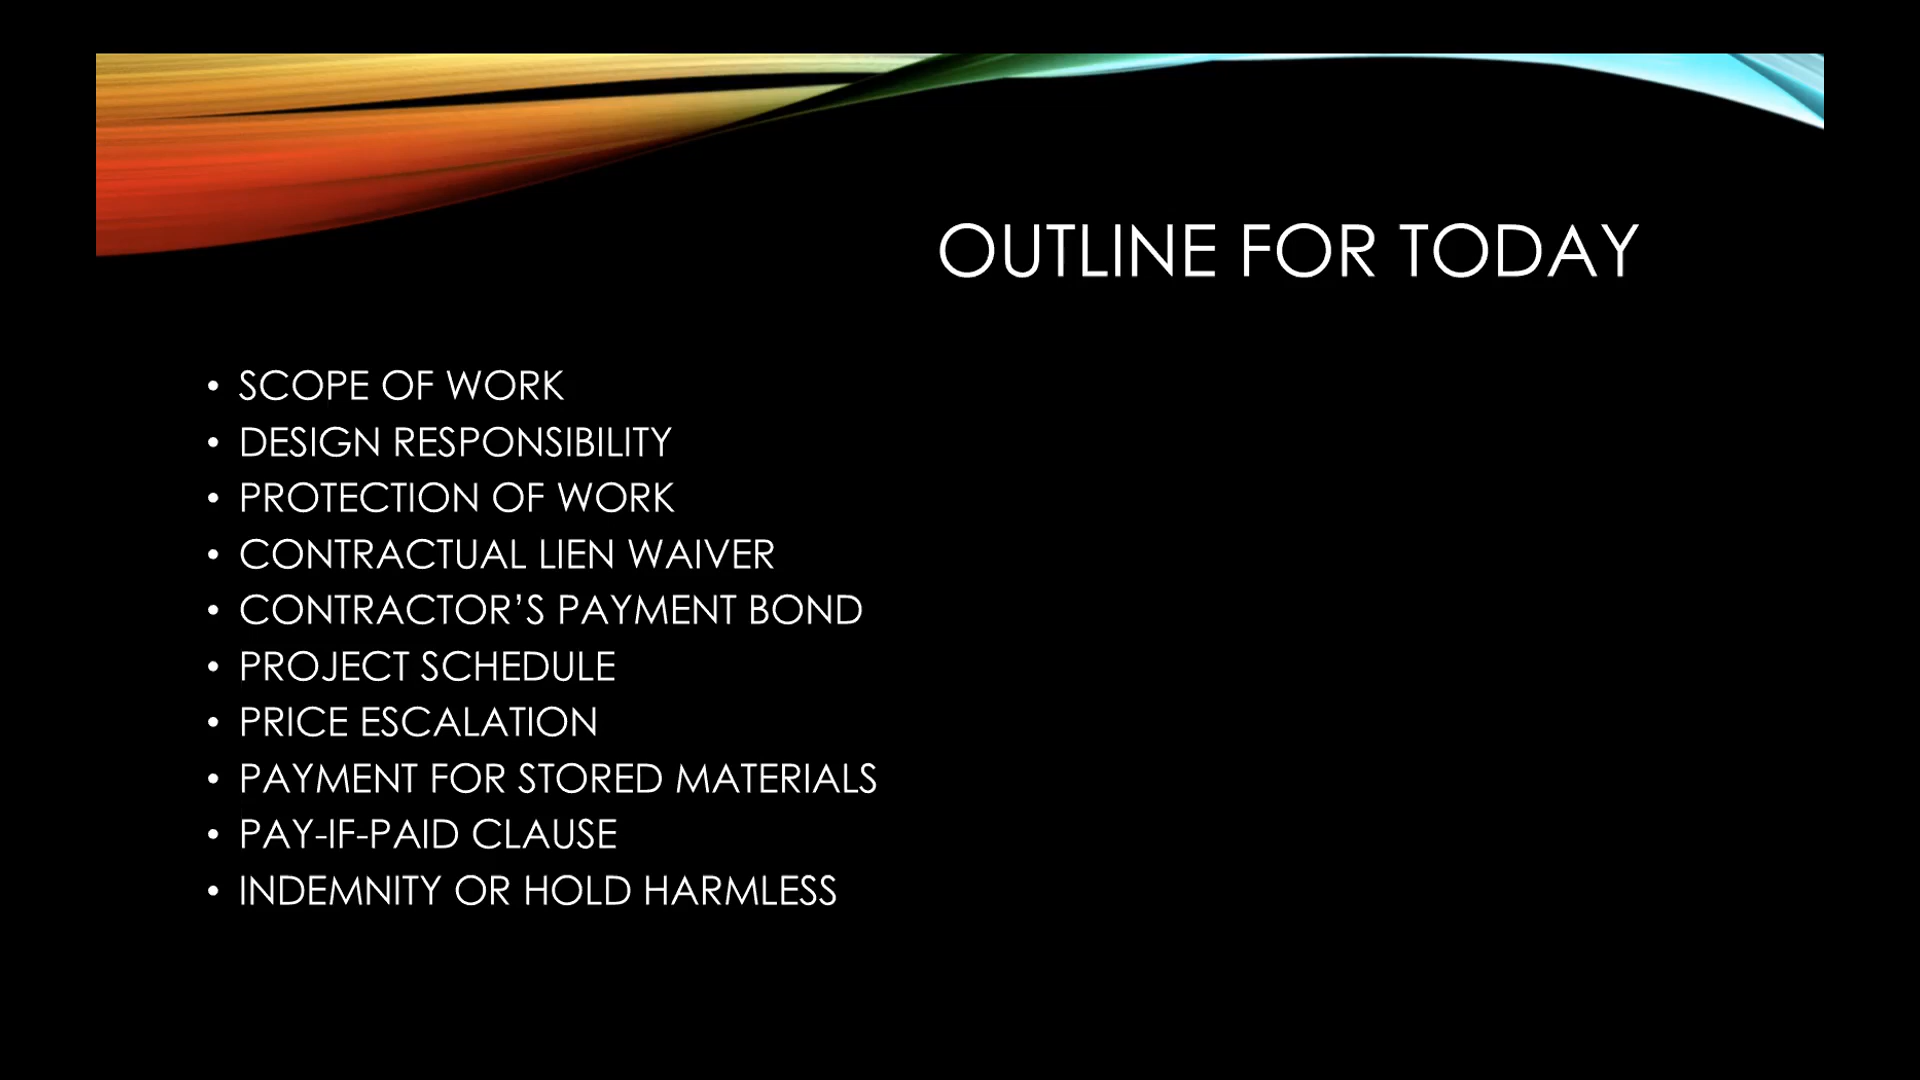 OUTLINE FOR TODAY
• SCOPE OF WORK
• DESIGN RESPONSIBILITY
• PROTECTION OF WORK
• CONTRACTUAL LIEN WAIVER
• CONTRACTOR’S PAYMENT BOND
• PROJECT SCHEDULE
• PRICE ESCALATION
• PAYMENT FOR STORED MATERIALS
• PAY-IF-PAID CLAUSE
• INDEMNITY OR HOLD HARMLESS